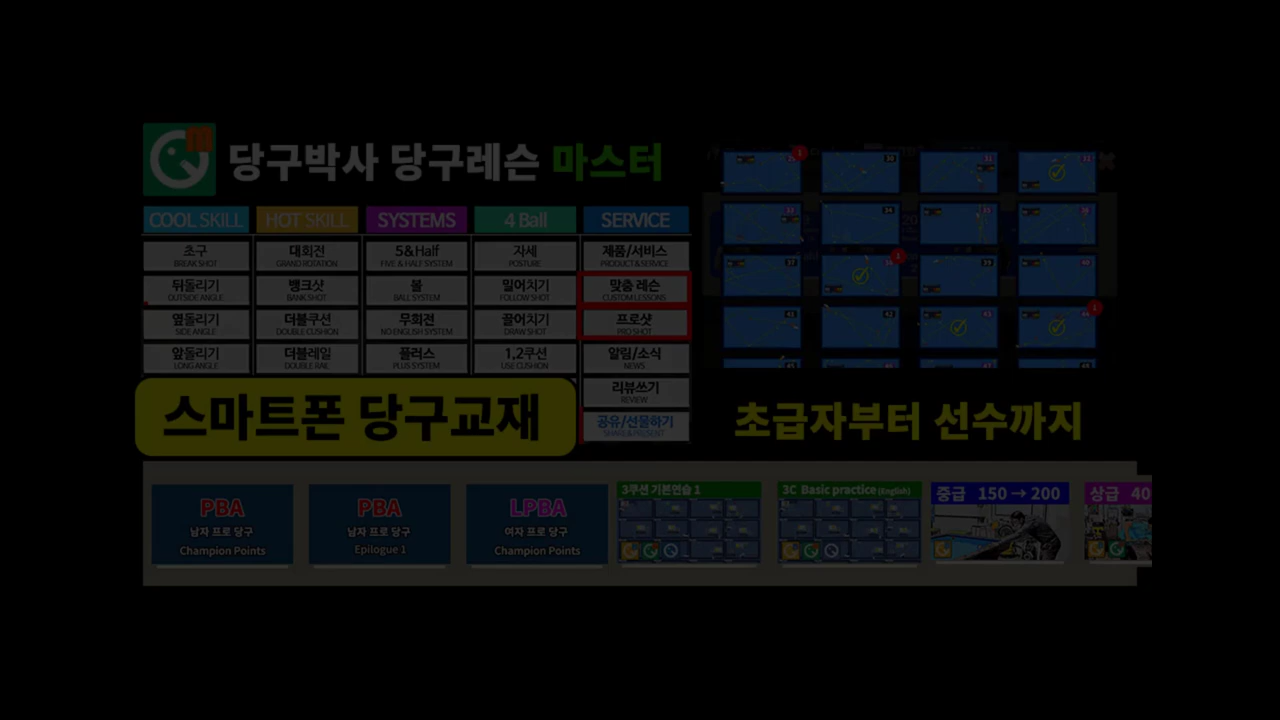 당구박사 당구레슨 마스터
COOL SKILL HOT SKILL SYSTEMS 4 Ball SERVICE
초구 대회전 5&Half 자세 제품/서비스
BREAK SHOT GRAND ROTATION FIVE & HALF SYSTEM POSTURE PRODUCT & SERVICE
뒤돌리기 뱅크샷 볼 밀어치기 맞춤 레슨
OUTSIDE ANGLE BANK SHOT BALL SYSTEM FOLLOW SHOT CUSTOM LESSONS
옆돌리기 더블쿠션 무회전 끌어치기 프로샷
SIDE ANGLE DOUBLE CUSHION NO ENGLISH SYSTEM DRAW SHOT PRO SHOT
앞돌리기 더블레일 플러스 1,2쿠션 알림/소식
LONG ANGLE DOUBLE RAIL PLUS SYSTEM USE CUSHION NEWS
리뷰쓰기
REVIEW
공유/선물하기
SHARE & PRESENT
스마트폰 당구교재
초급자부터 선수까지
PBA
남자 프로 당구
Champion Points
PBA
남자 프로 당구
Epilogue 1
LPBA
여자 프로 당구
Champion Points
3쿠션 기본연습 1
3C Basic practice (English)
중급 150 → 200
상급 40